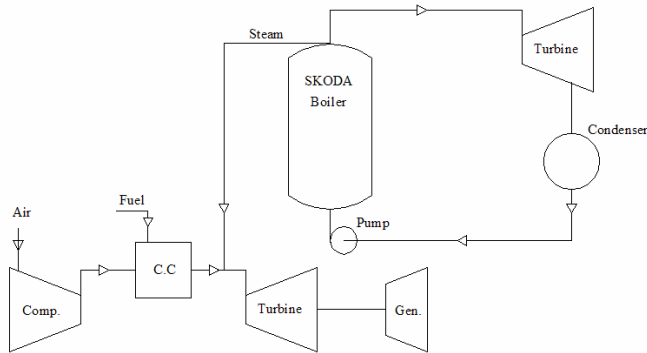 Steam
Turbine
SKODA
Boiler
Condenser
Fuel
Air
Pump
C.C
Comp.
Turbine
Gen.